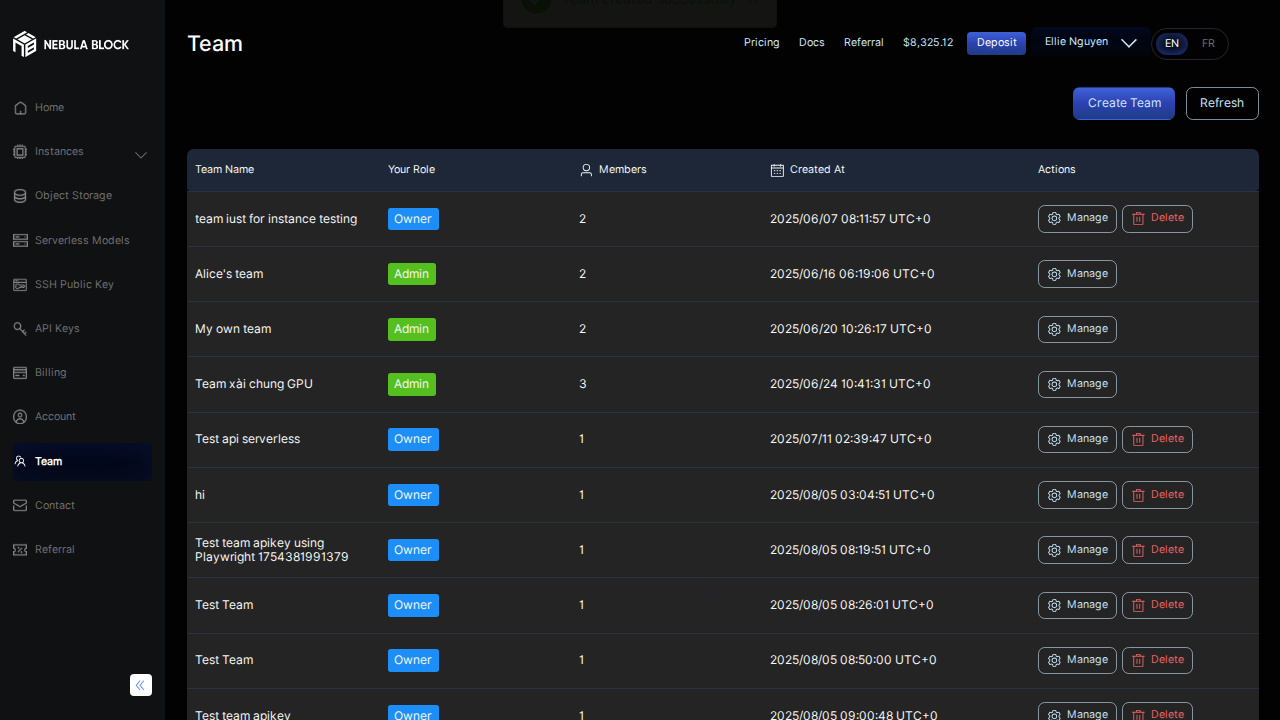 Team created successfully
NEBULA BLOCK
Team
Pricing
Docs
Referral
$8,325.12
Deposit
Ellie Nguyen
EN
FR
Home
Instances
Object Storage
Serverless Models
SSH Public Key
API Keys
Billing
Account
Team
Contact
Referral
Create Team
Refresh
Team Name
Your Role
Members
Created At
Actions
team iust for instance testing
Owner
2
2025/06/07 08:11:57 UTC+0
Manage
Delete
Alice's team
Admin
2
2025/06/16 06:19:06 UTC+0
Manage
My own team
Admin
2
2025/06/20 10:26:17 UTC+0
Manage
Team xài chung GPU
Admin
3
2025/06/24 10:41:31 UTC+0
Manage
Test api serverless
Owner
1
2025/07/11 02:39:47 UTC+0
Manage
Delete
hi
Owner
1
2025/08/05 03:04:51 UTC+0
Manage
Delete
Test team apikey using
Playwright 1754381991379
Owner
1
2025/08/05 08:19:51 UTC+0
Manage
Delete
Test Team
Owner
1
2025/08/05 08:26:01 UTC+0
Manage
Delete
Test Team
Owner
1
2025/08/05 08:50:00 UTC+0
Manage
Delete
Test team apikey
Owner
1
2025/08/05 09:00:48 UTC+0
Manage
Delete